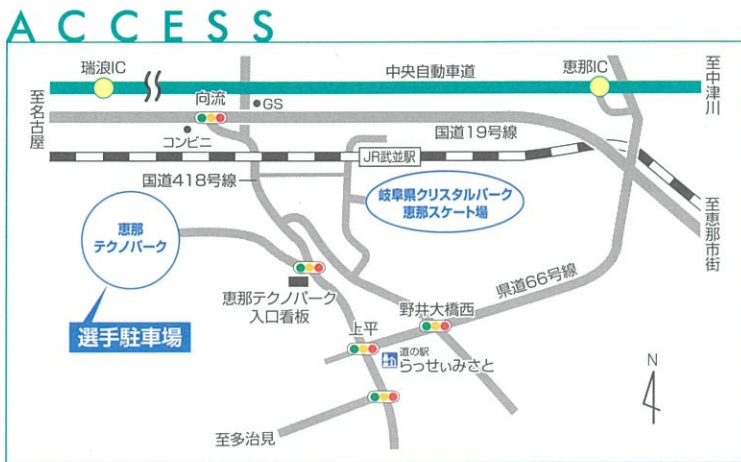 ACCESS
瑞浪IC
中央自動車道
恵那IC
至中津川
至名古屋
向流
GS
コンビニ
国道19号線
JR武並駅
国道418号線
岐阜県クリスタルパーク
恵那スケート場
至恵那市街
恵那
テクノパーク
県道66号線
恵那テクノパーク
入口看板
野井大橋西
選手駐車場
上平
道の駅
らっせぃみさと
N
至多治見